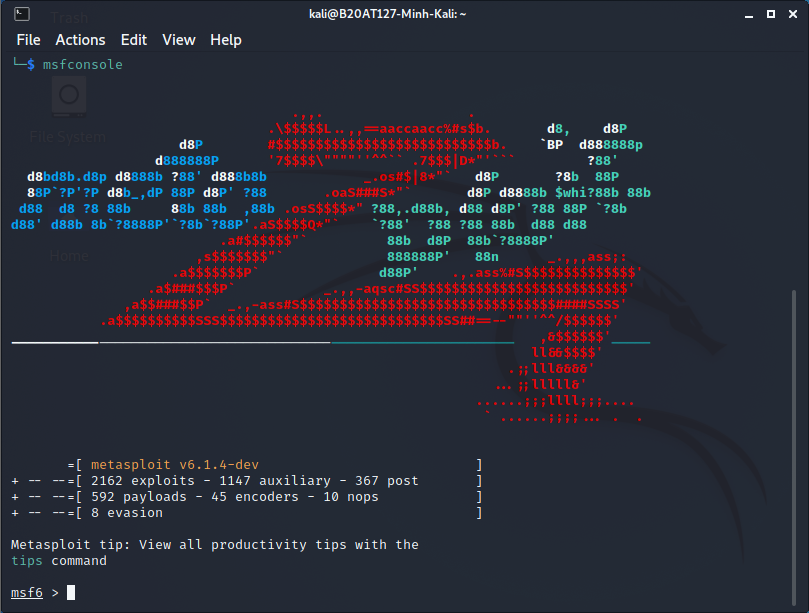 Trash
kali@B20AT127-Minh-Kali: ~
File Actions Edit View Help
└─$ msfconsole
File System
Home
=[ metasploit v6.1.4-dev ]
+ -- --=[ 2162 exploits - 1147 auxiliary - 367 post ]
+ -- --=[ 592 payloads - 45 encoders - 10 nops ]
+ -- --=[ 8 evasion ]
Metasploit tip: View all productivity tips with the
tips command
msf6 >